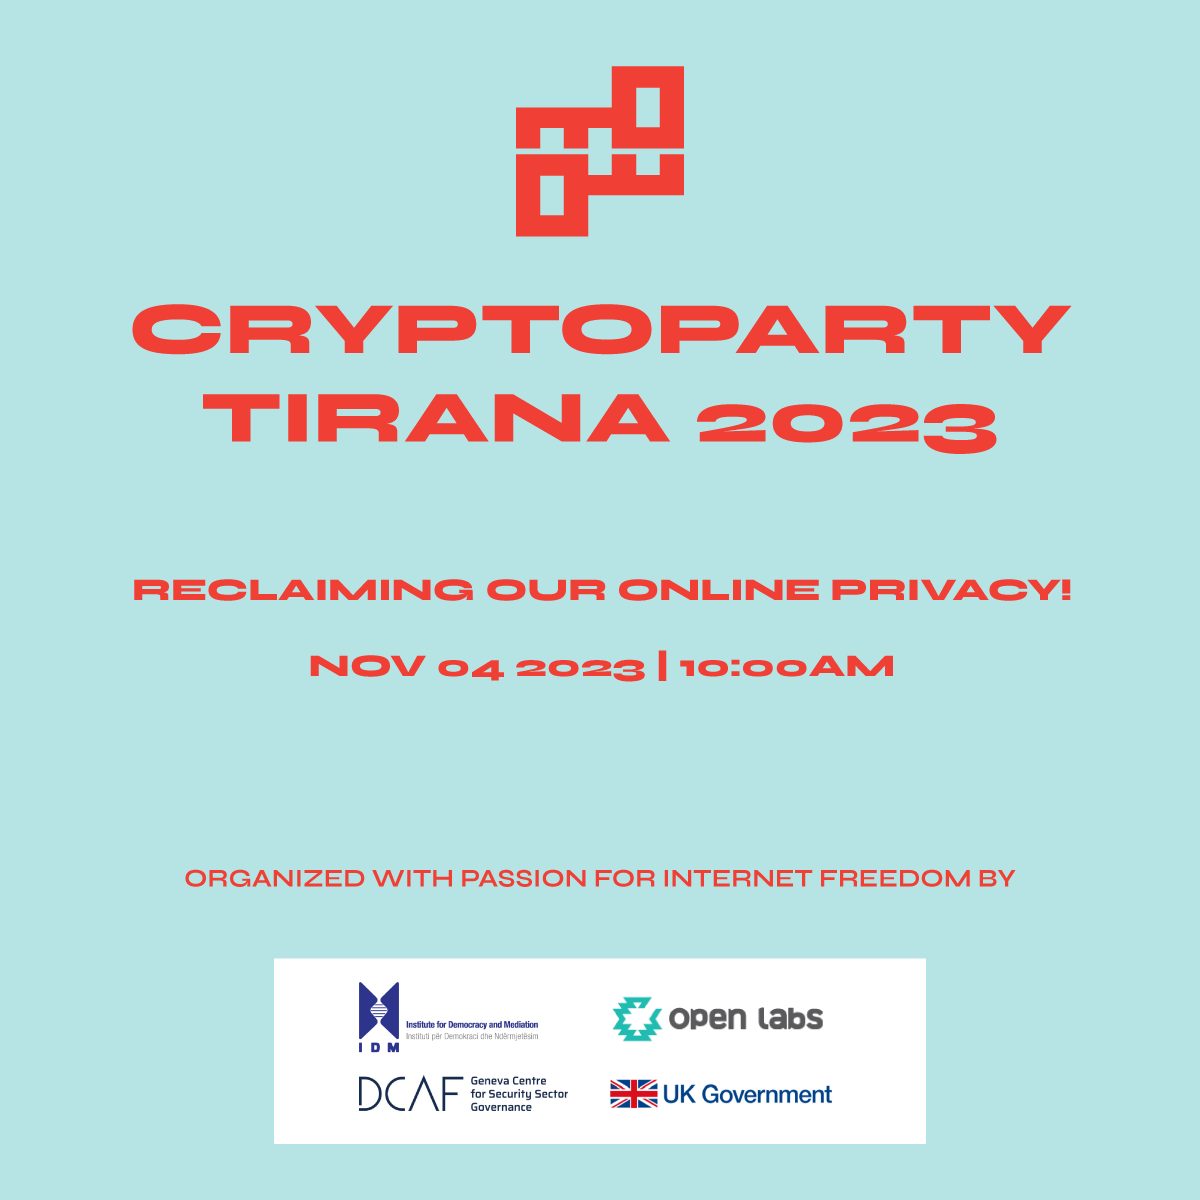 CRYPTOPARTY
TIRANA 2023
RECLAIMING OUR ONLINE PRIVACY!
NOV 04 2023 | 10:00AM
ORGANIZED WITH PASSION FOR INTERNET FREEDOM BY
IDM
Institute for Democracy and Mediation
Instituti për Demokraci dhe Ndërmjetësim
open labs
DCAF
Geneva Centre
for Security Sector
Governance
UK Government